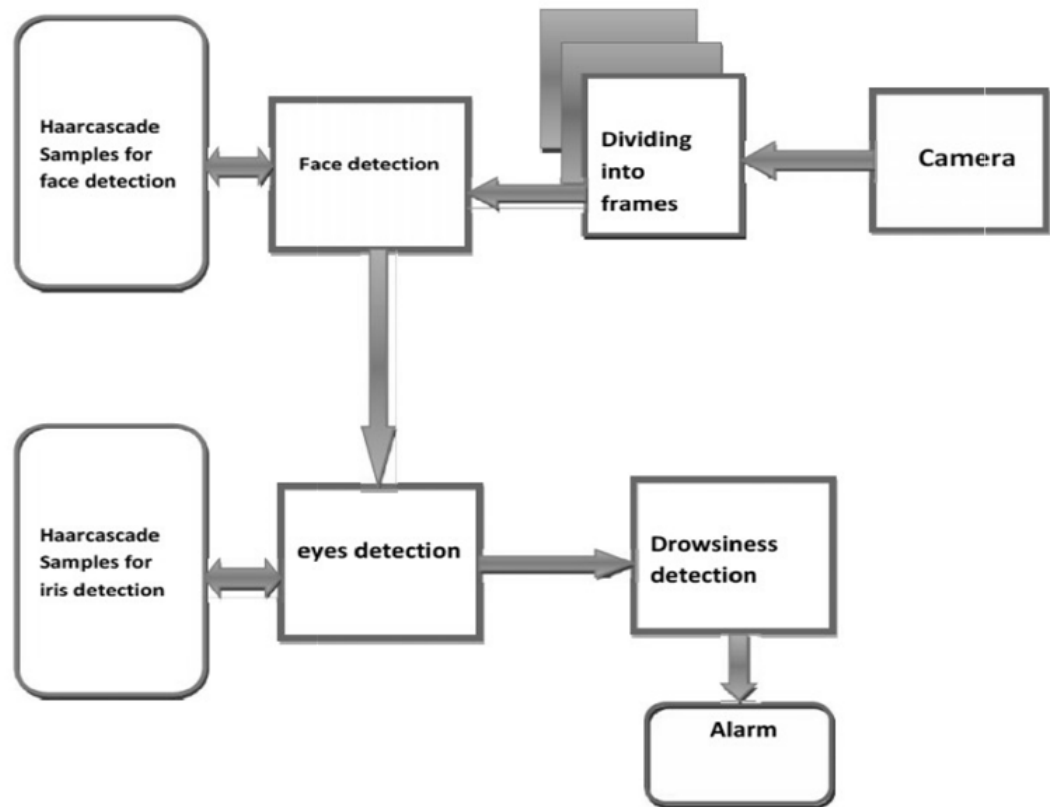 Haarcascade
Samples for
face detection
Face detection
Dividing
into
frames
Camera
Haarcascade
Samples for
iris detection
eyes detection
Drowsiness
detection
Alarm